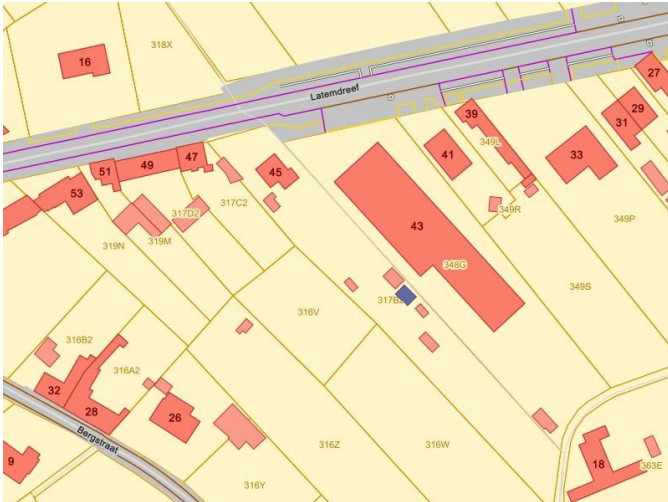 318X
16
27
Latemdreef
29
31
39
349L
41
33
47
49
51
45
53
317C2
317D2
349R
349P
43
319M
319N
348G
349S
317B2
316V
316B2
316A2
32
28
26
Bergstraat
316Z
316W
9
18
363E
316Y